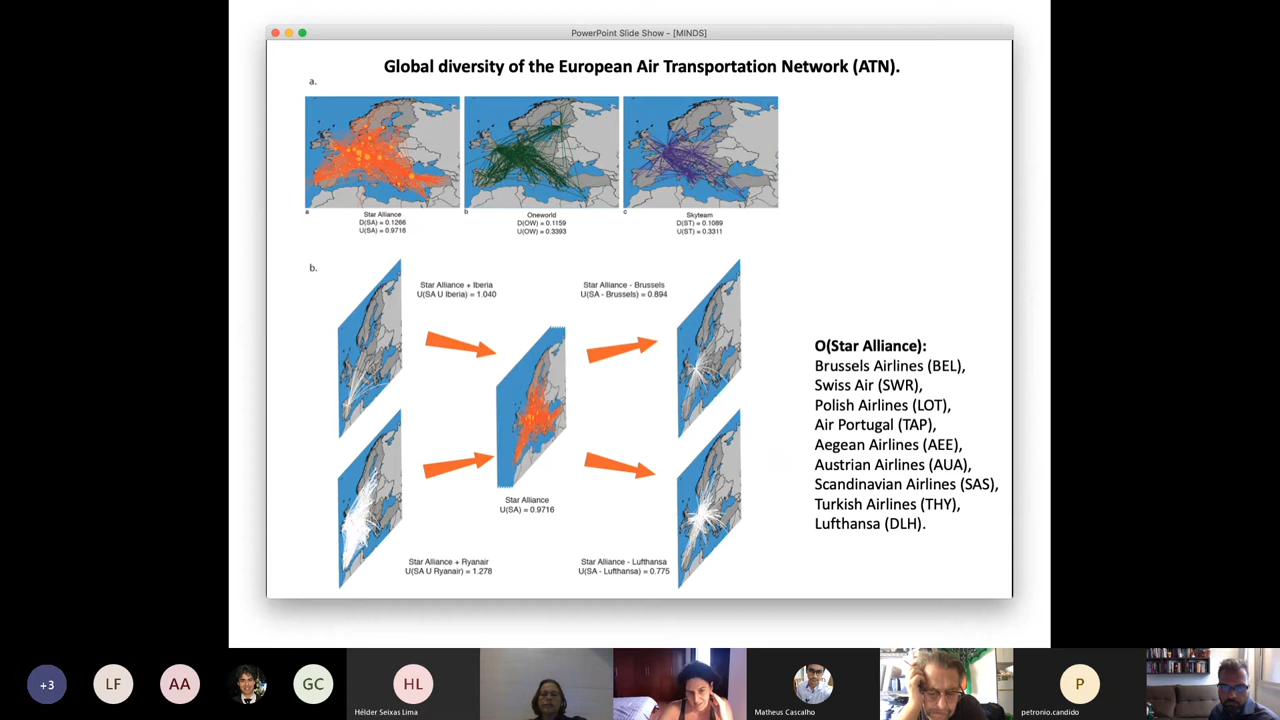 PowerPoint Slide Show - [MINDS]
Global diversity of the European Air Transportation Network (ATN).
a.
a
Star Alliance
D(SA) = 0.1266
U(SA) = 0.9716
b
Oneworld
D(OW) = 0.1159
U(OW) = 0.3393
c
Skyteam
D(ST) = 0.1089
U(ST) = 0.3311
b.
Star Alliance + Iberia
U(SA U Iberia) = 1.040
Star Alliance - Brussels
U(SA - Brussels) = 0.894
Star Alliance
U(SA) = 0.9716
Star Alliance + Ryanair
U(SA U Ryanair) = 1.278
Star Alliance - Lufthansa
U(SA - Lufthansa) = 0.775
O(Star Alliance):
Brussels Airlines (BEL),
Swiss Air (SWR),
Polish Airlines (LOT),
Air Portugal (TAP),
Aegean Airlines (AEE),
Austrian Airlines (AUA),
Scandinavian Airlines (SAS),
Turkish Airlines (THY),
Lufthansa (DLH).
+3
LF
AA
GC
HL
Hélder Seixas Lima
Matheus Cascalho
P
petronio.candido